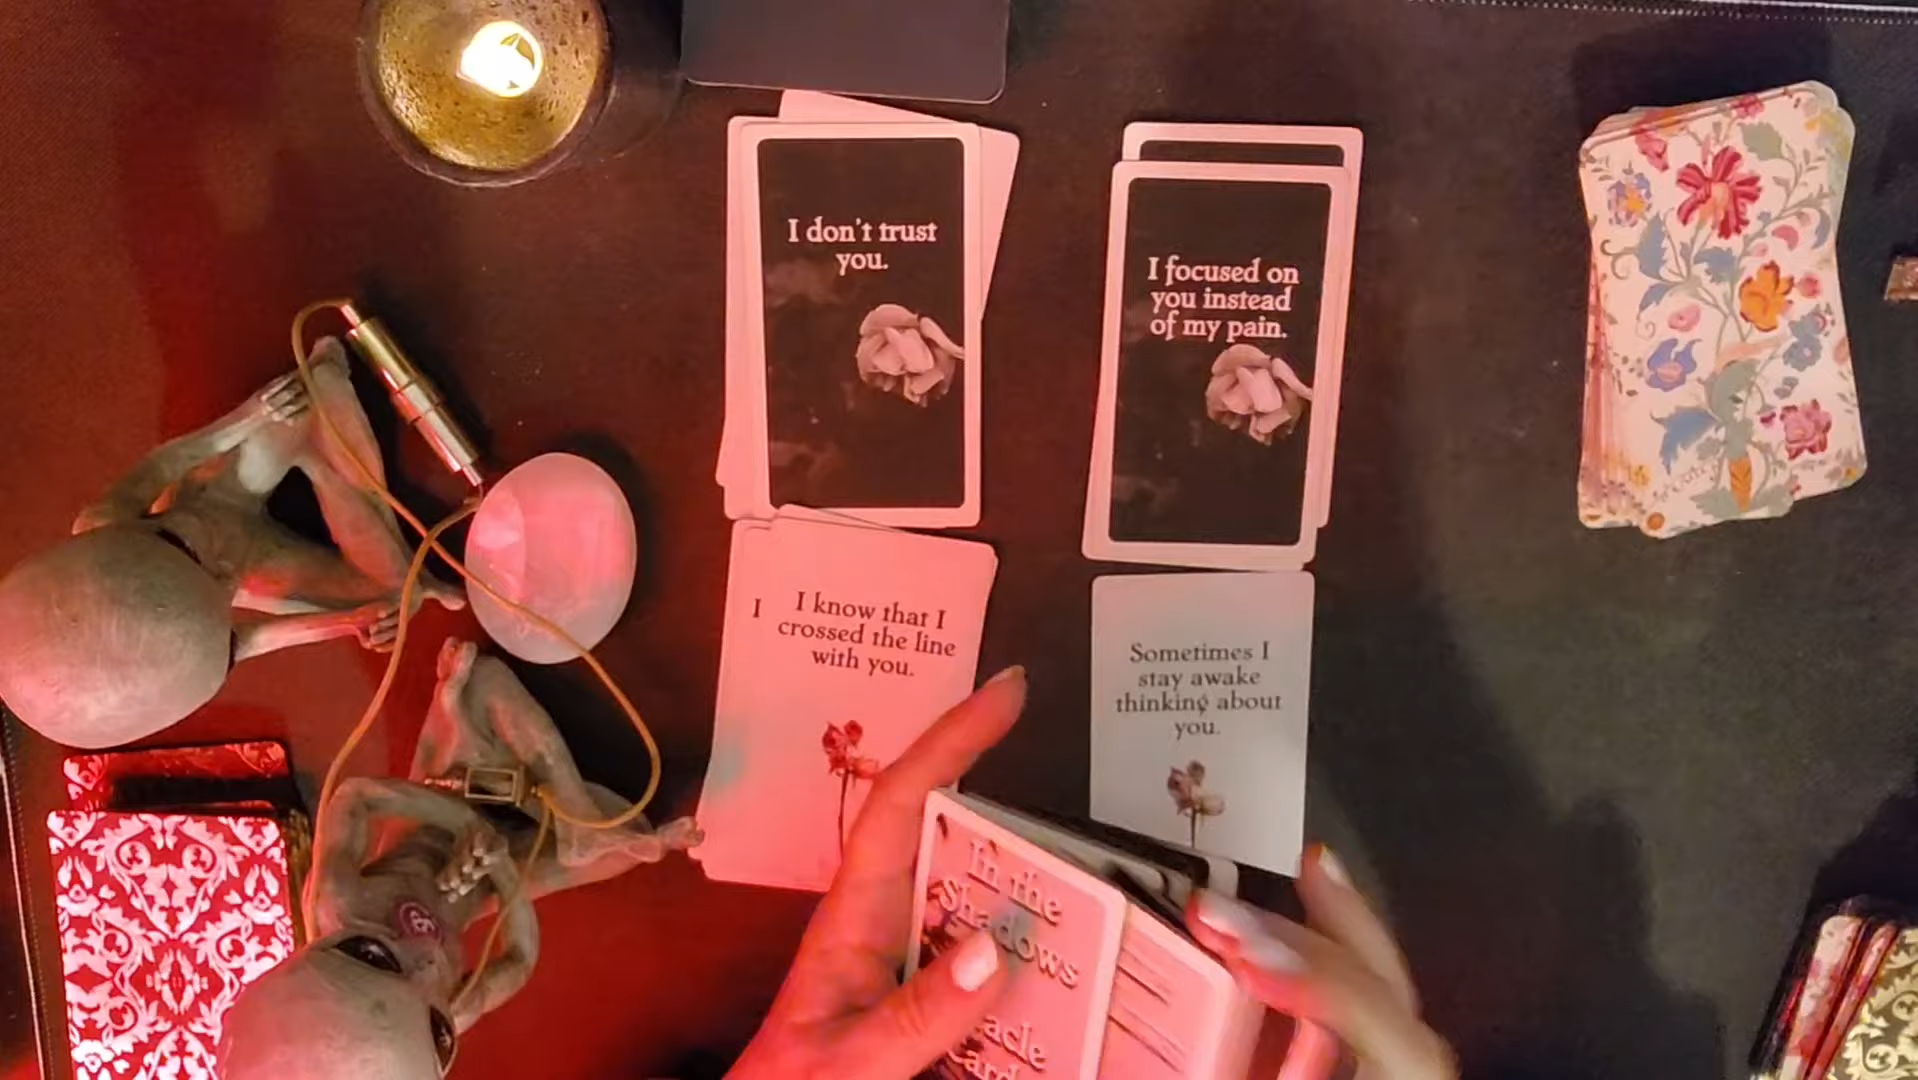 I don't trust
you.
I focused on
you instead
of my pain.
I
I know that I
crossed the line
with you.
Sometimes I
stay awake
thinking about
you.
In the
Shadows